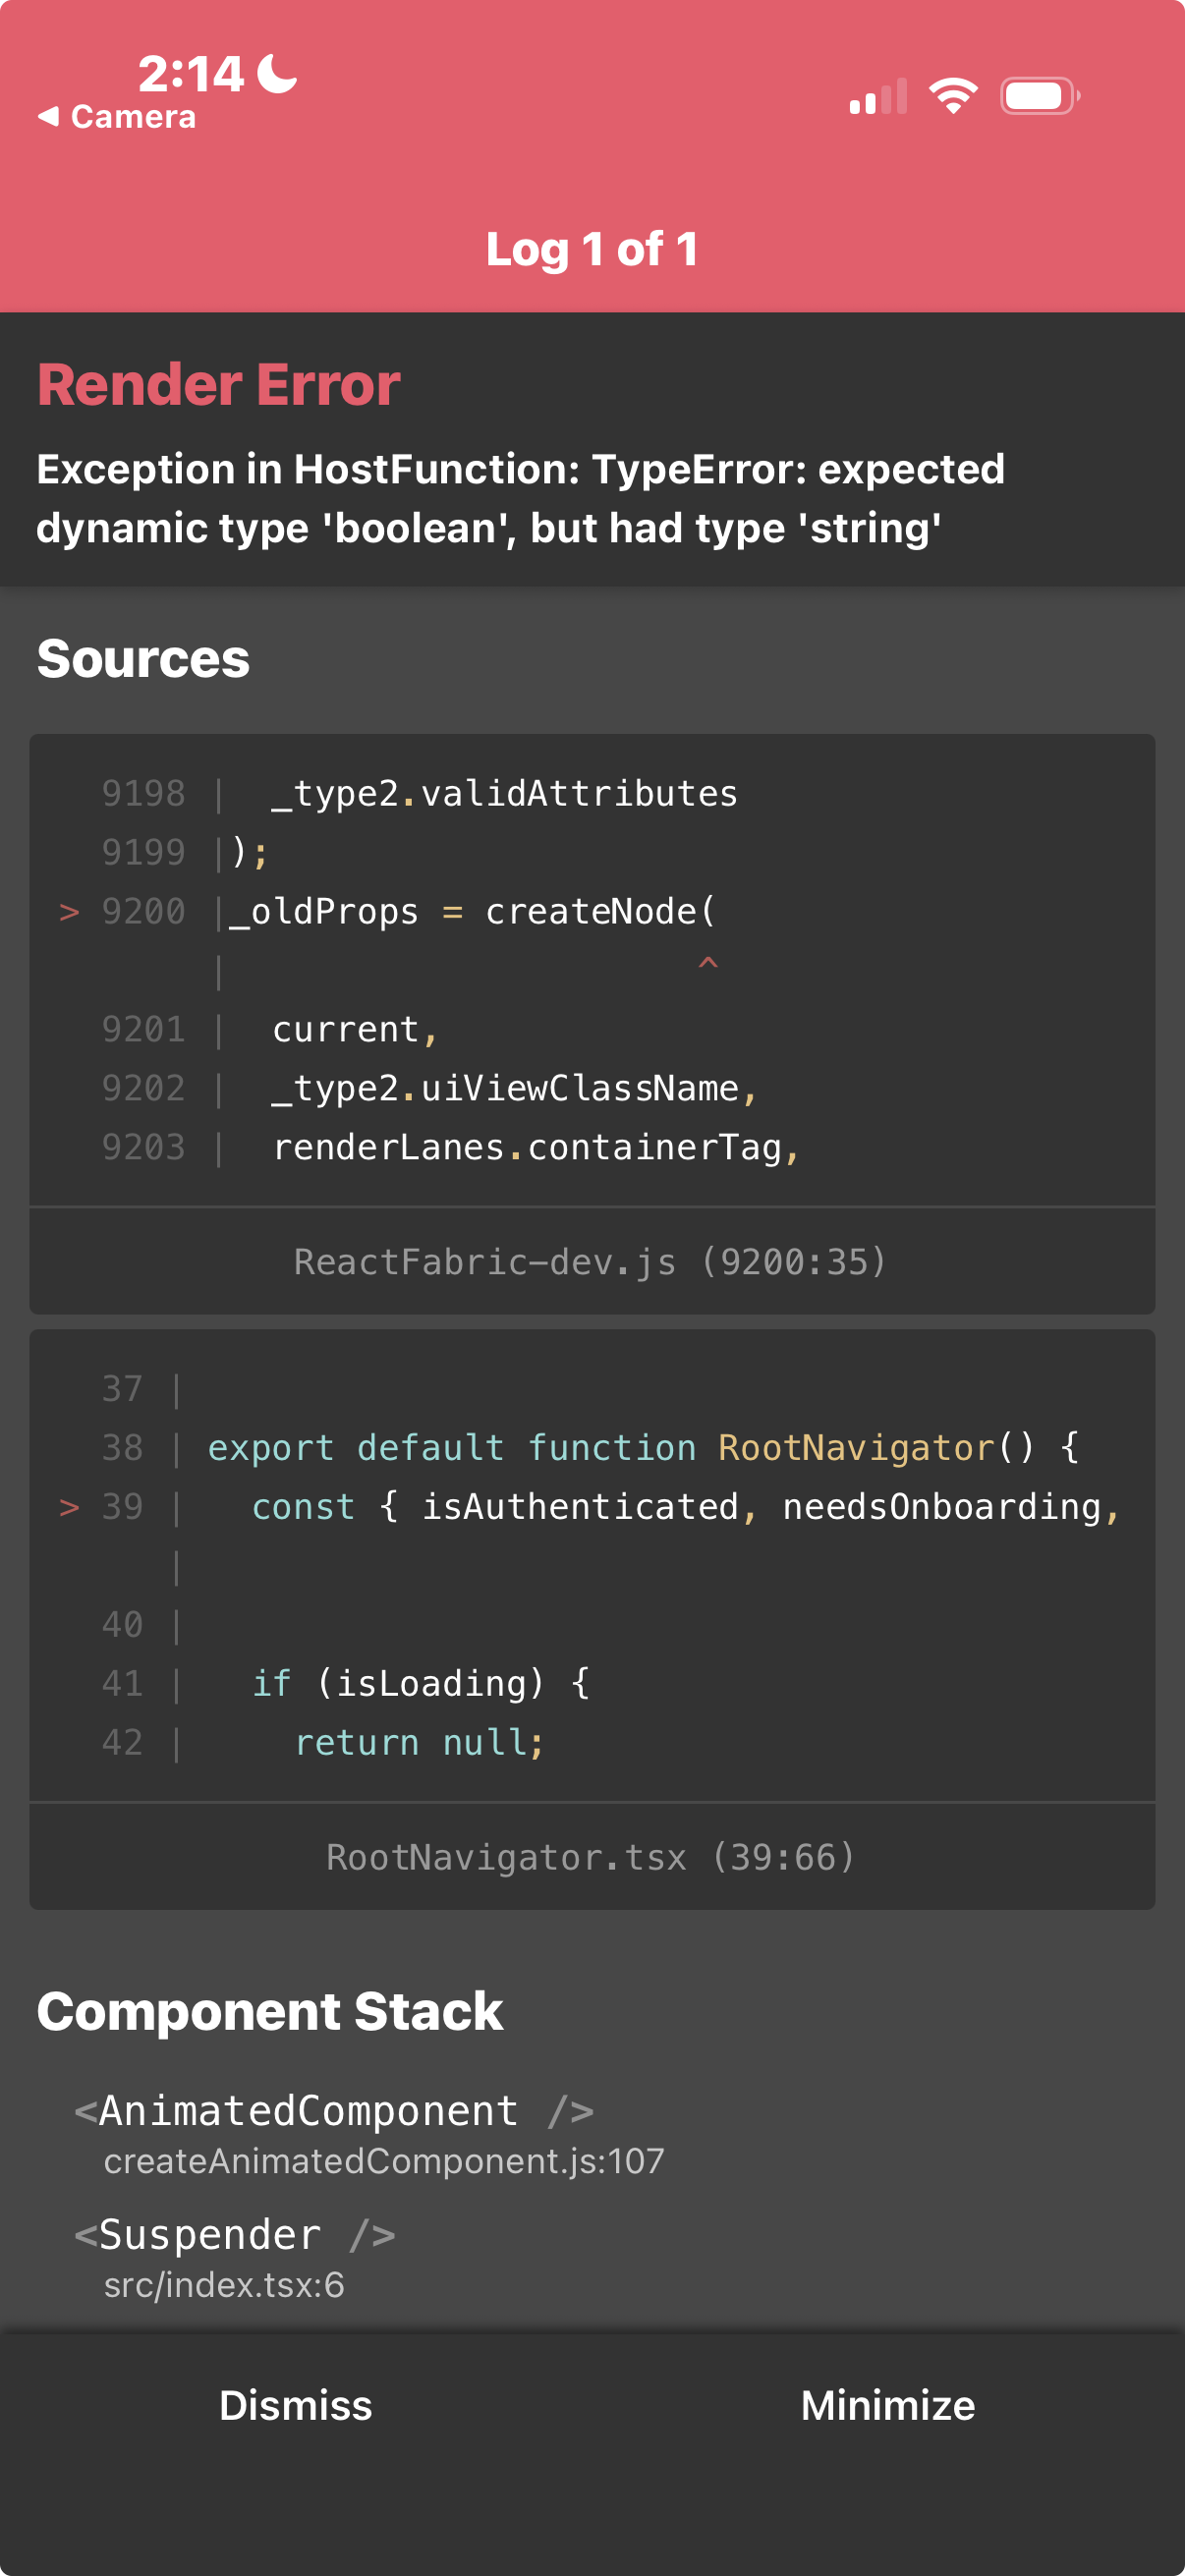 2:14
◀ Camera
Log 1 of 1
Render Error
Exception in HostFunction: TypeError: expected
dynamic type 'boolean', but had type 'string'
Sources
9198 |  _type2.validAttributes
9199 |);
> 9200 |_oldProps = createNode(
| ^
9201 |  current,
9202 |  _type2.uiViewClassName,
9203 |  renderLanes.containerTag,
ReactFabric-dev.js (9200:35)
37 |
38 | export default function RootNavigator() {
> 39 |   const { isAuthenticated, needsOnboarding,
|
40 |
41 |   if (isLoading) {
42 |     return null;
RootNavigator.tsx (39:66)
Component Stack
<AnimatedComponent />
createAnimatedComponent.js:107
<Suspender />
src/index.tsx:6
Dismiss
Minimize